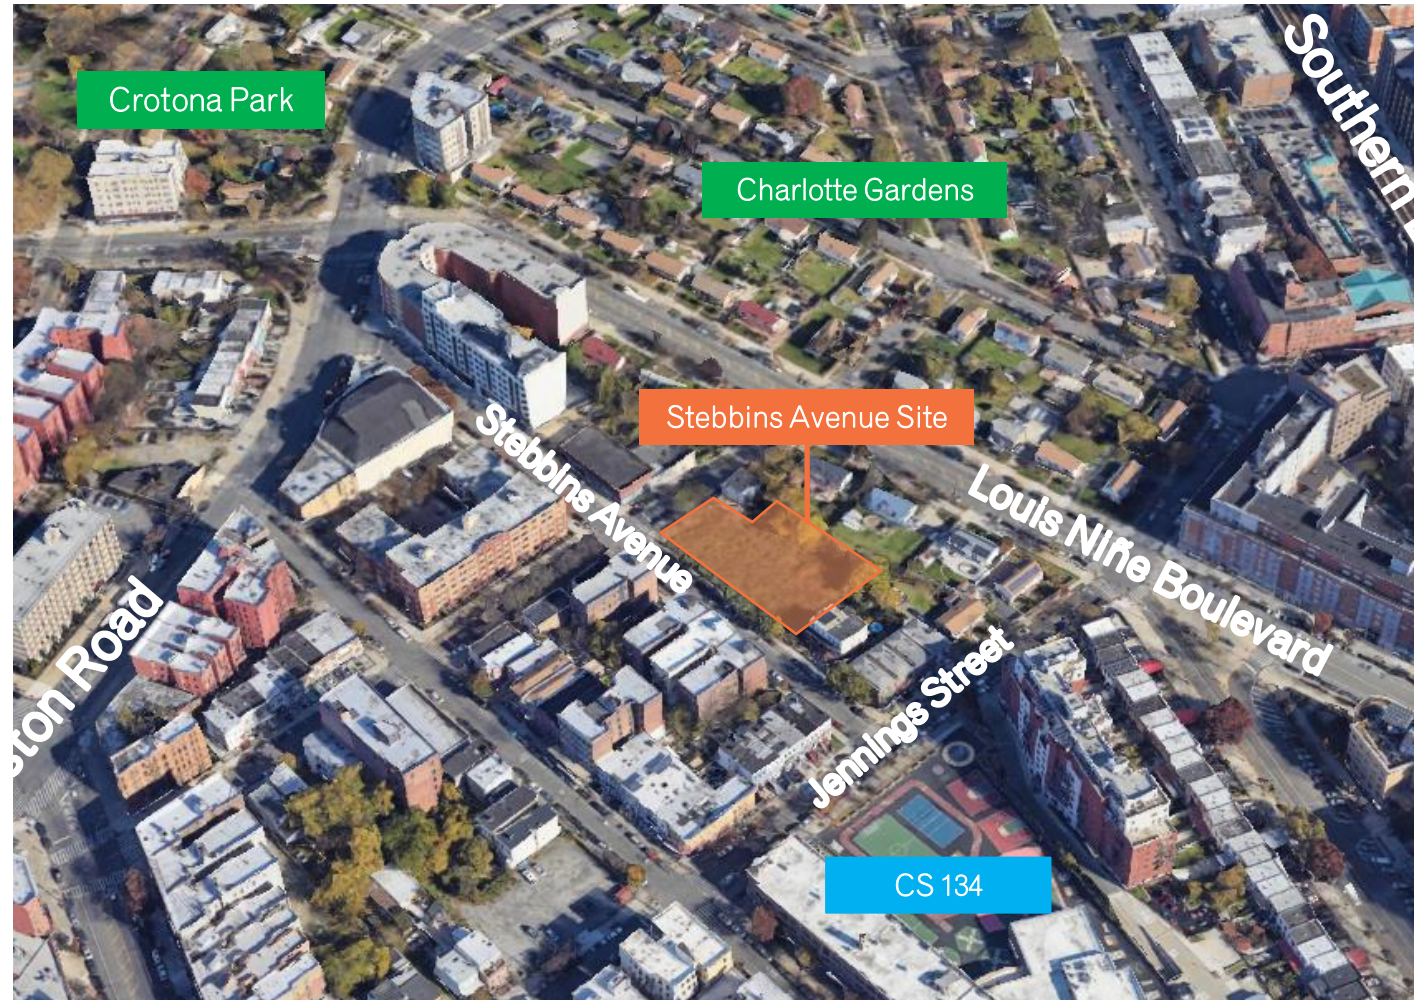 Southern
Crotona Park
Charlotte Gardens
Stebbins Avenue Site
Stebbins Avenue
Louis Niñe Boulevard
ston Road
Jennings Street
CS 134